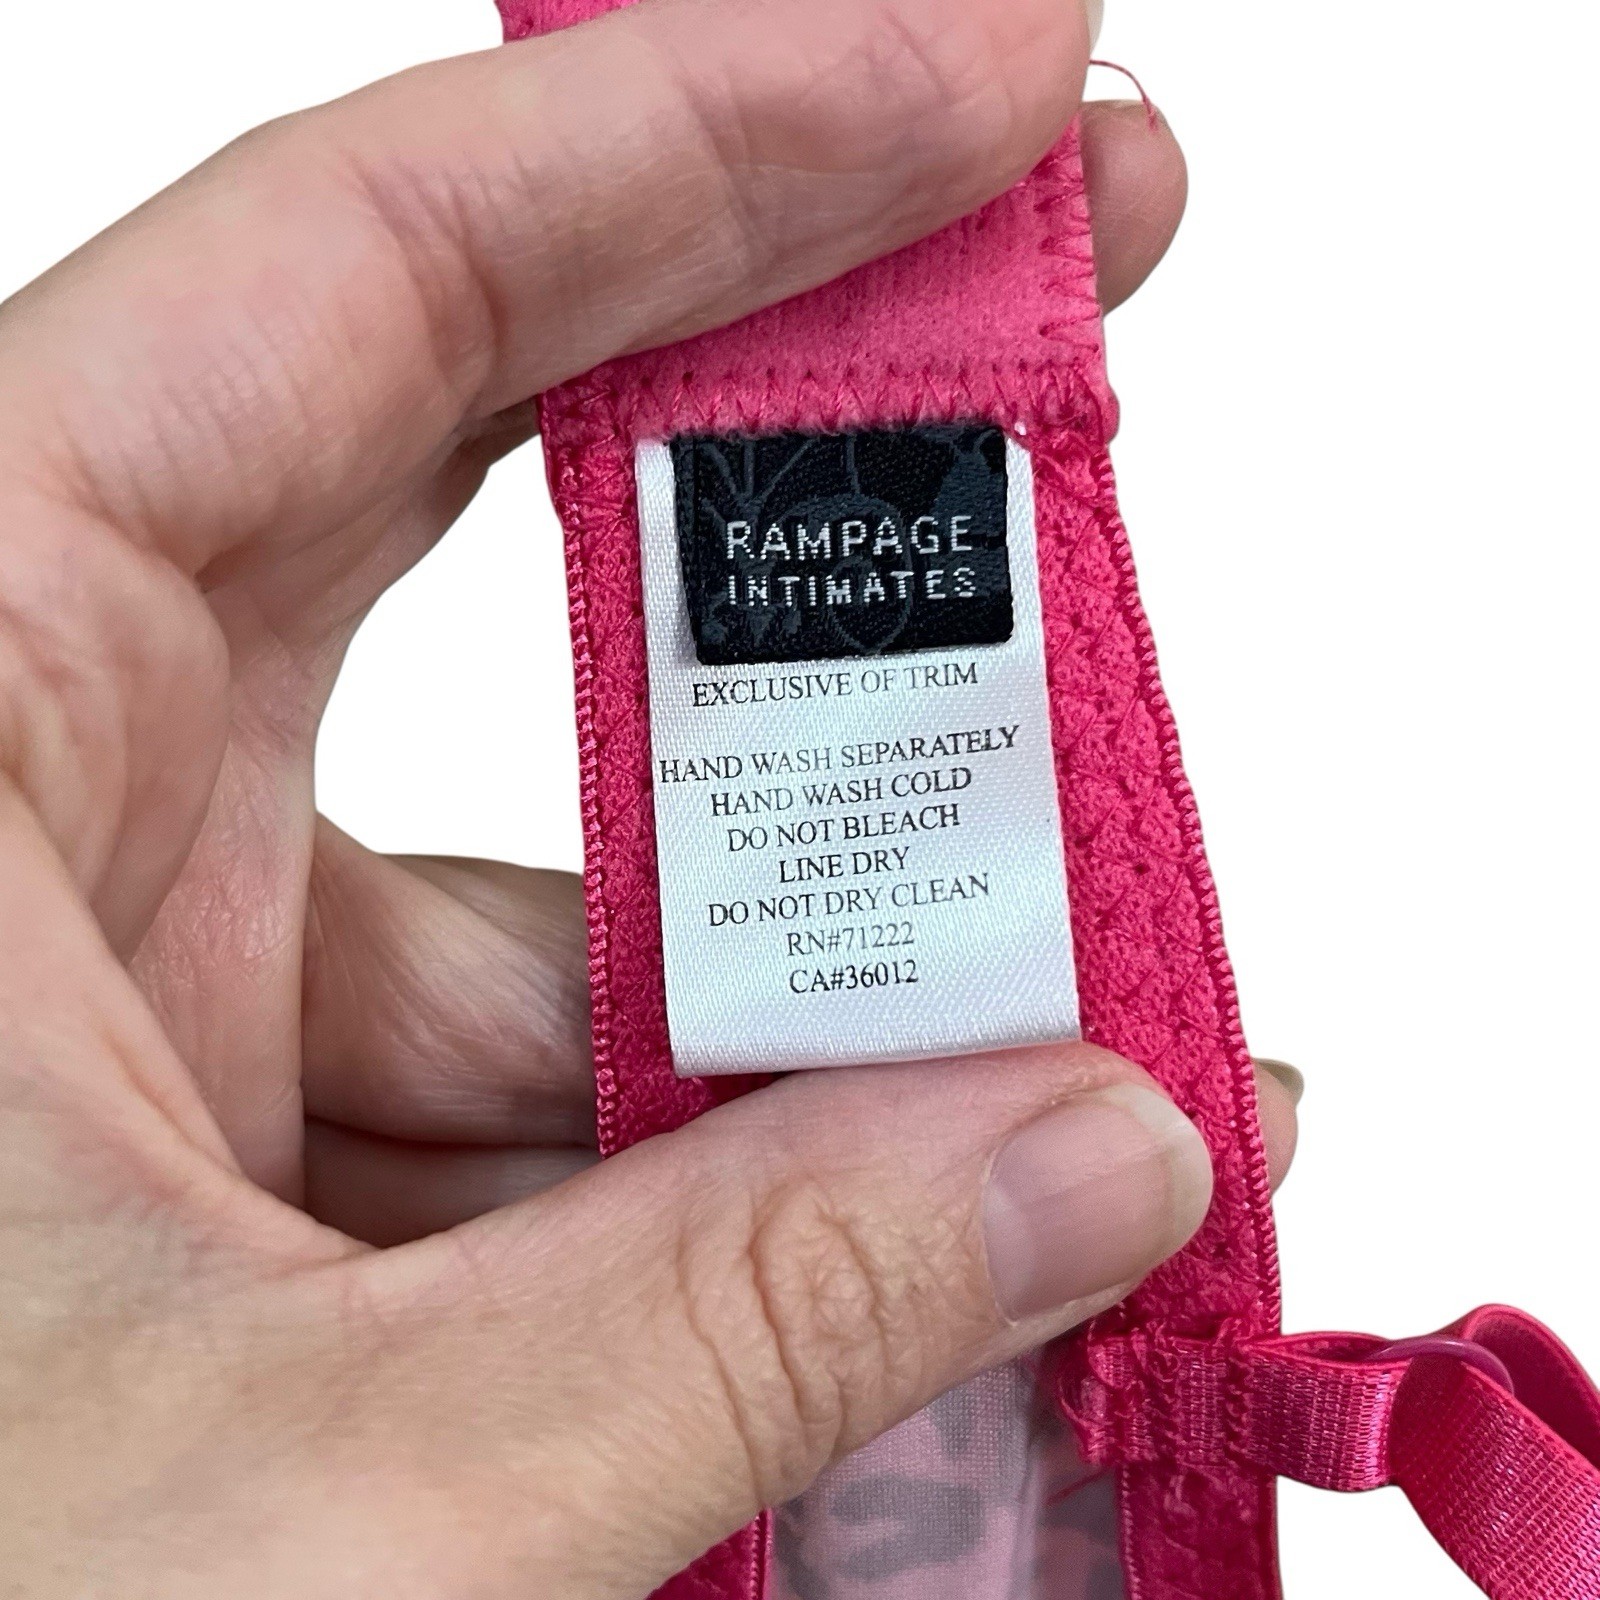 RAMPAGE
INTIMATES
EXCLUSIVE OF TRIM
HAND WASH SEPARATELY
HAND WASH COLD
DO NOT BLEACH
LINE DRY
DO NOT DRY CLEAN
RN#71222
CA#36012